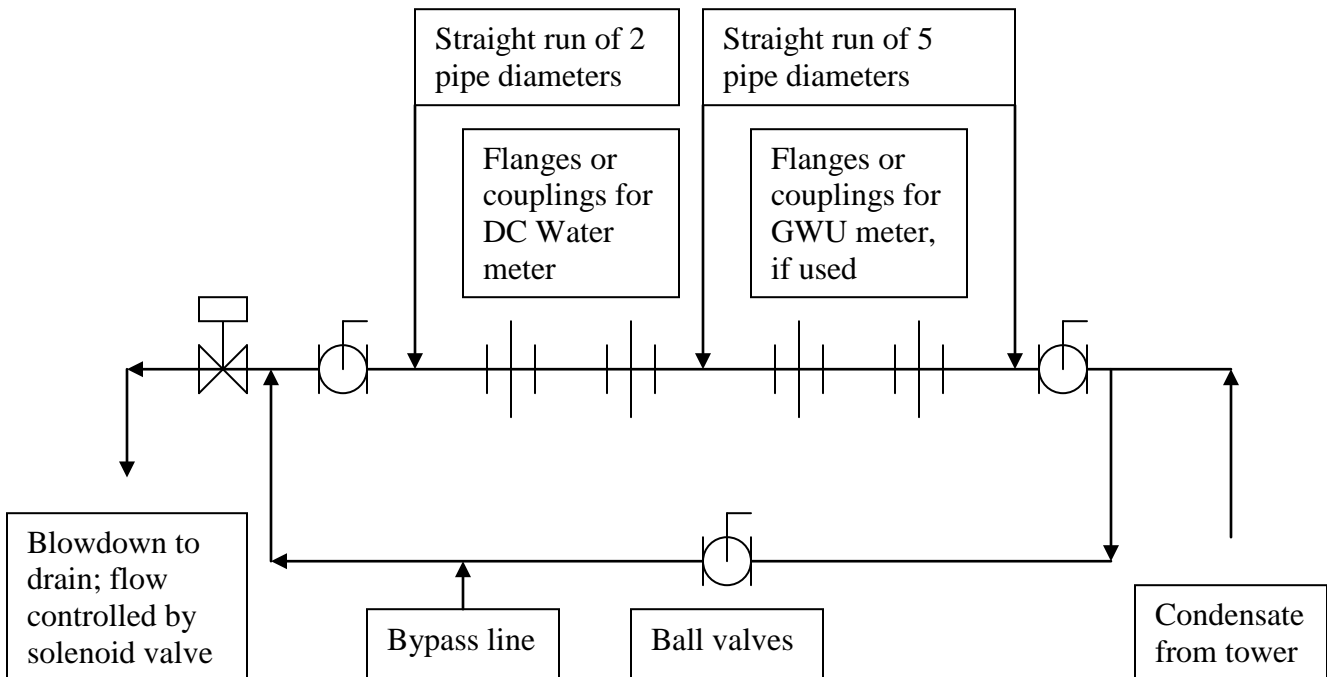 Straight run of 2
pipe diameters
Straight run of 5
pipe diameters
Flanges or
couplings for
DC Water
meter
Flanges or
couplings for
GWU meter,
if used
Blowdown to
drain; flow
controlled by
solenoid valve
Bypass line
Ball valves
Condensate
from tower